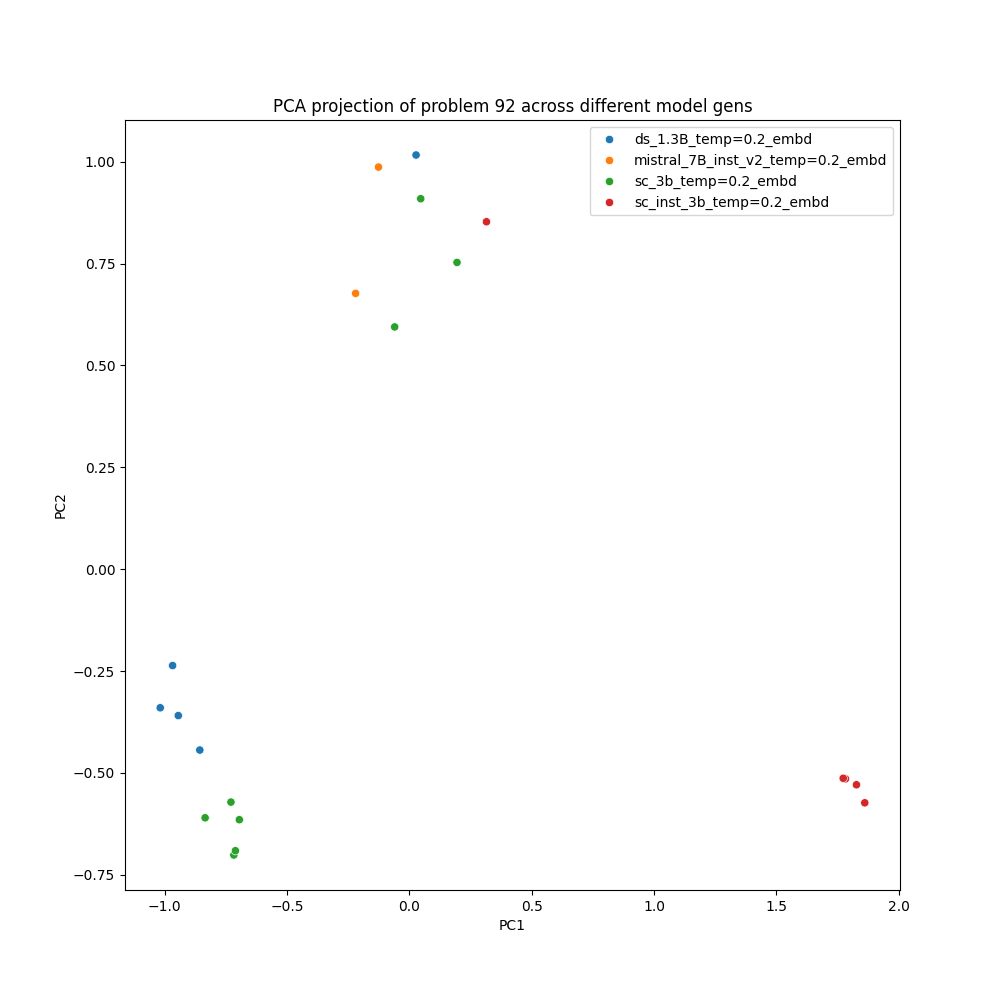 PCA projection of problem 92 across different model gens
ds_1.3B_temp=0.2_embd
mistral_7B_inst_v2_temp=0.2_embd
sc_3b_temp=0.2_embd
sc_inst_3b_temp=0.2_embd
1.00
0.75
0.50
0.25
0.00
−0.25
−0.50
−0.75
PC2
−1.0 −0.5 0.0 0.5 1.0 1.5 2.0
PC1